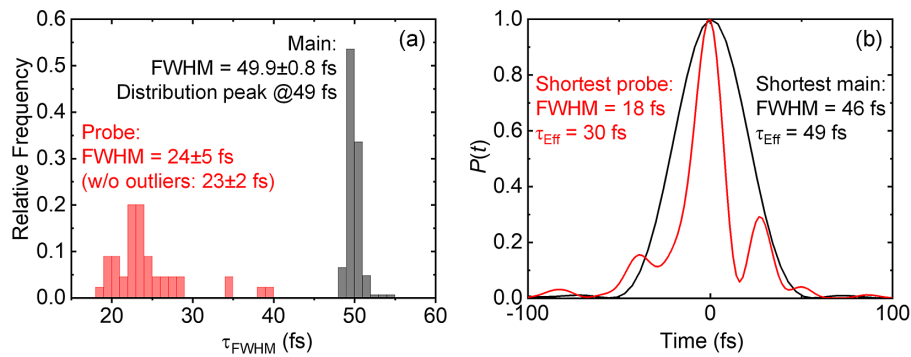 (a)
Main:
FWHM = 49.9±0.8 fs
Distribution peak @49 fs
Probe:
FWHM = 24±5 fs
(w/o outliers: 23±2 fs)
Relative Frequency
0.6
0.5
0.4
0.3
0.2
0.1
0.0
20 30 40 50 60
τFWHM (fs)
(b)
Shortest probe:
FWHM = 18 fs
τEff = 30 fs
Shortest main:
FWHM = 46 fs
τEff = 49 fs
P(t)
1.0
0.8
0.6
0.4
0.2
0.0
-100 0 100
Time (fs)